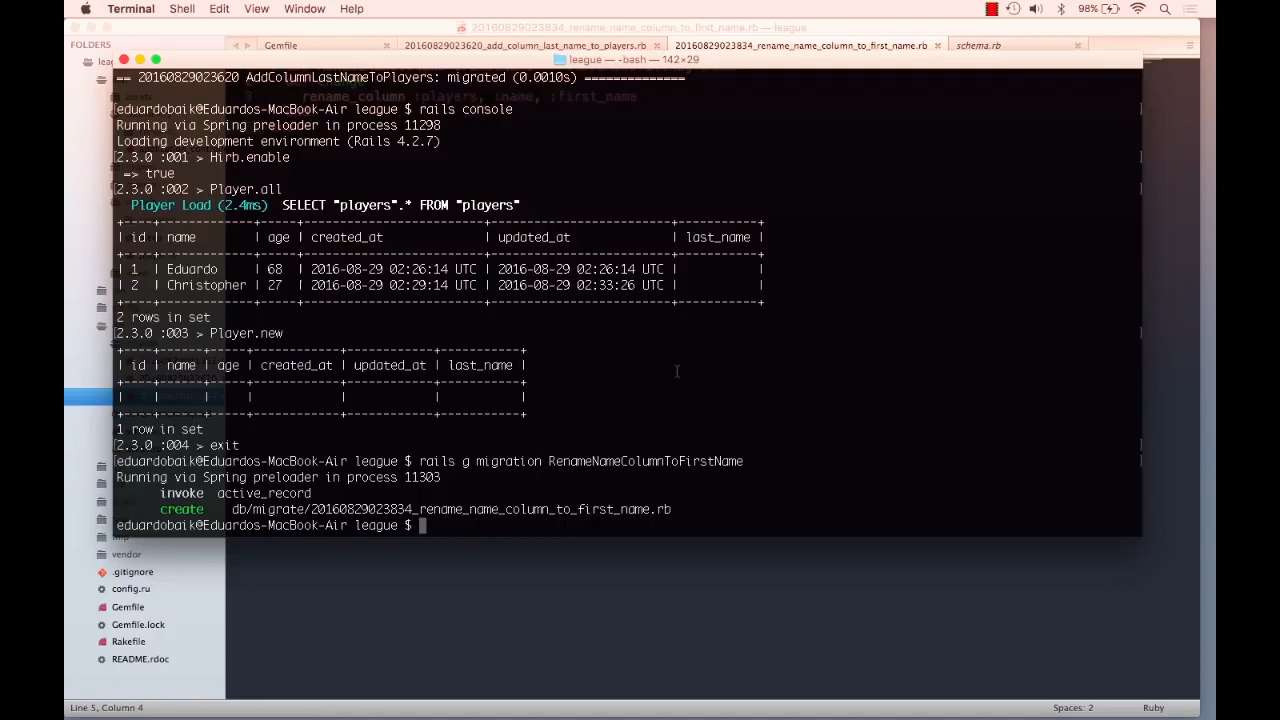 Terminal Shell Edit View Window Help 98%
20160829023834_rename_name_column_to_first_name.rb — league
FOLDERS
Gemfile 20160829023620_add_column_last_name_to_players.rb 20160829023834_rename_name_column_to_first_name.rb schema.rb
league — -bash — 142×29
== 20160829023620 AddColumnLastNameToPlayers: migrated (0.0010s) ==============
change
3 rename_column :players, :name, :first_name
[eduardobaik@Eduardos-MacBook-Air league $ rails console
Running via Spring preloader in process 11298
Loading development environment (Rails 4.2.7)
[2.3.0 :001 > Hirb.enable
=> true
[2.3.0 :002 > Player.all
Player Load (2.4ms) SELECT "players".* FROM "players"
| id | name | age | created_at | updated_at | last_name |
| 1 | Eduardo | 68 | 2016-08-29 02:26:14 UTC | 2016-08-29 02:26:14 UTC | |
| 2 | Christopher | 27 | 2016-08-29 02:29:14 UTC | 2016-08-29 02:33:26 UTC | |
2 rows in set
[2.3.0 :003 > Player.new
| id | name | age | created_at | updated_at | last_name |
| | | | | | |
1 row in set
[2.3.0 :004 > exit
[eduardobaik@Eduardos-MacBook-Air league $ rails g migration RenameNameColumnToFirstName
Running via Spring preloader in process 11303
invoke active_record
create db/migrate/20160829023834_rename_name_column_to_first_name.rb
eduardobaik@Eduardos-MacBook-Air league $
tmp
vendor
.gitignore
config.ru
Gemfile
Gemfile.lock
Rakefile
README.rdoc
Line 5, Column 4 Spaces: 2 Ruby